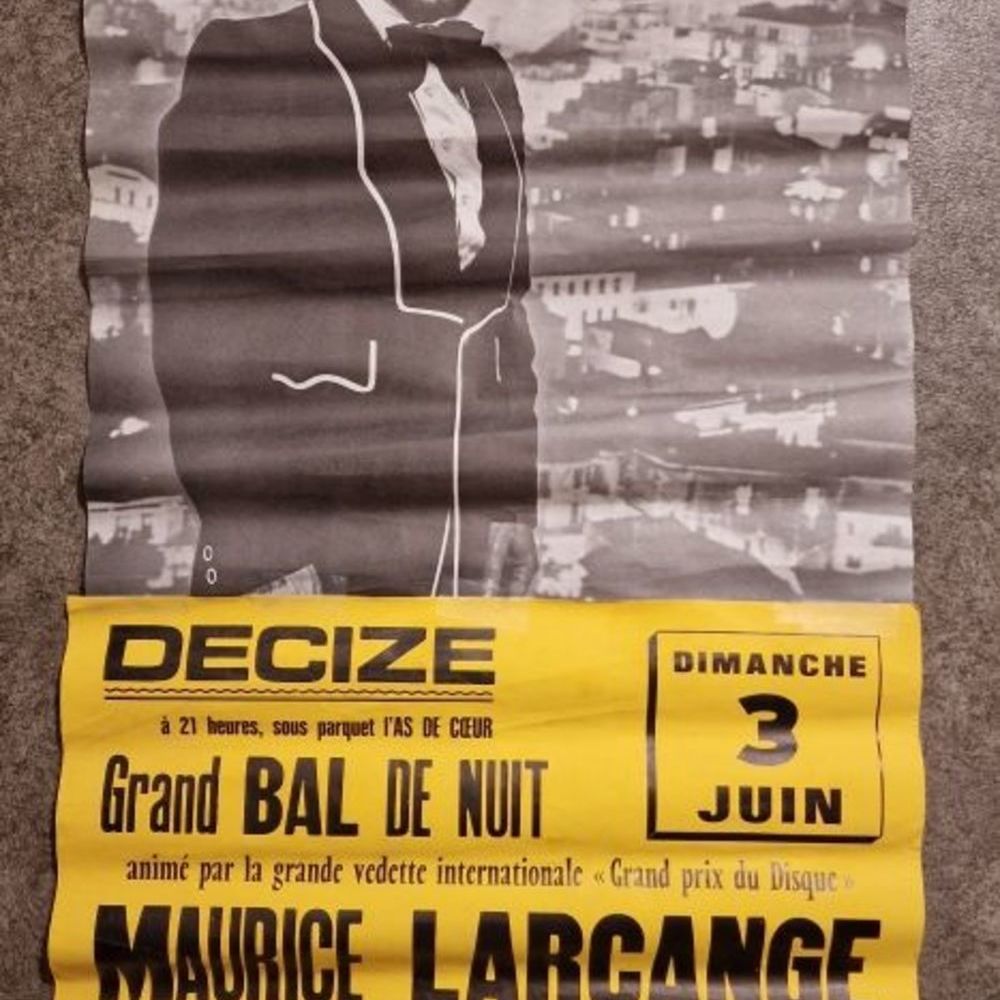 DECIZE
à 21 heures, sous parquet l'AS DE CŒUR
Grand BAL DE NUIT
DIMANCHE
3
JUIN
animé par la grande vedette internationale « Grand prix du Disque »
MAURICE LARCANGE